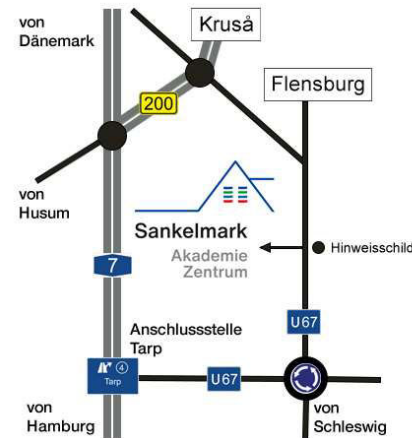 von
Dänemark
Kruså
Flensburg
200
von
Husum
Sankelmark
Akademie
Zentrum
Hinweisschild
7
U67
Anschlussstelle
Tarp
4
Tarp
U67
von
Hamburg
von
Schleswig